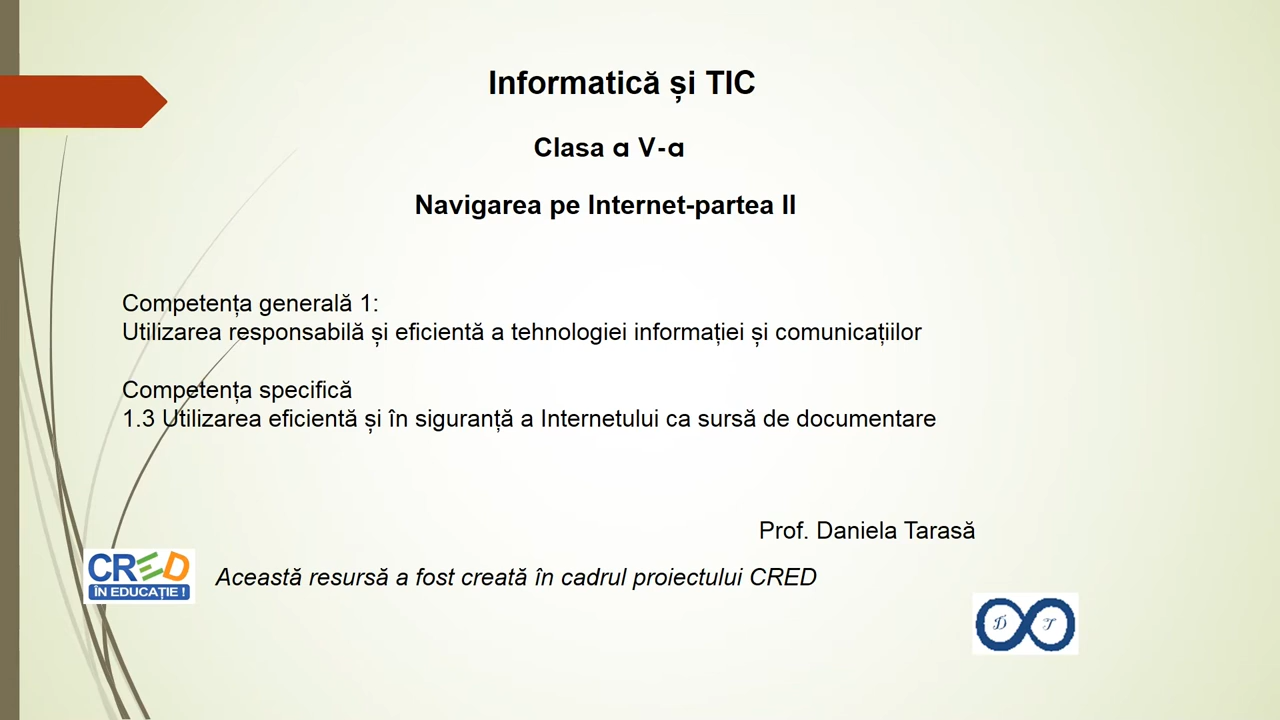 Informatică și TIC
Clasa a V-a
Navigarea pe Internet-partea II
Competența generală 1:
Utilizarea responsabilă și eficientă a tehnologiei informației și comunicațiilor
Competența specifică
1.3 Utilizarea eficientă și în siguranță a Internetului ca sursă de documentare
Prof. Daniela Tarasă
CRED
ÎN EDUCAȚIE !
Această resursă a fost creată în cadrul proiectului CRED
D T